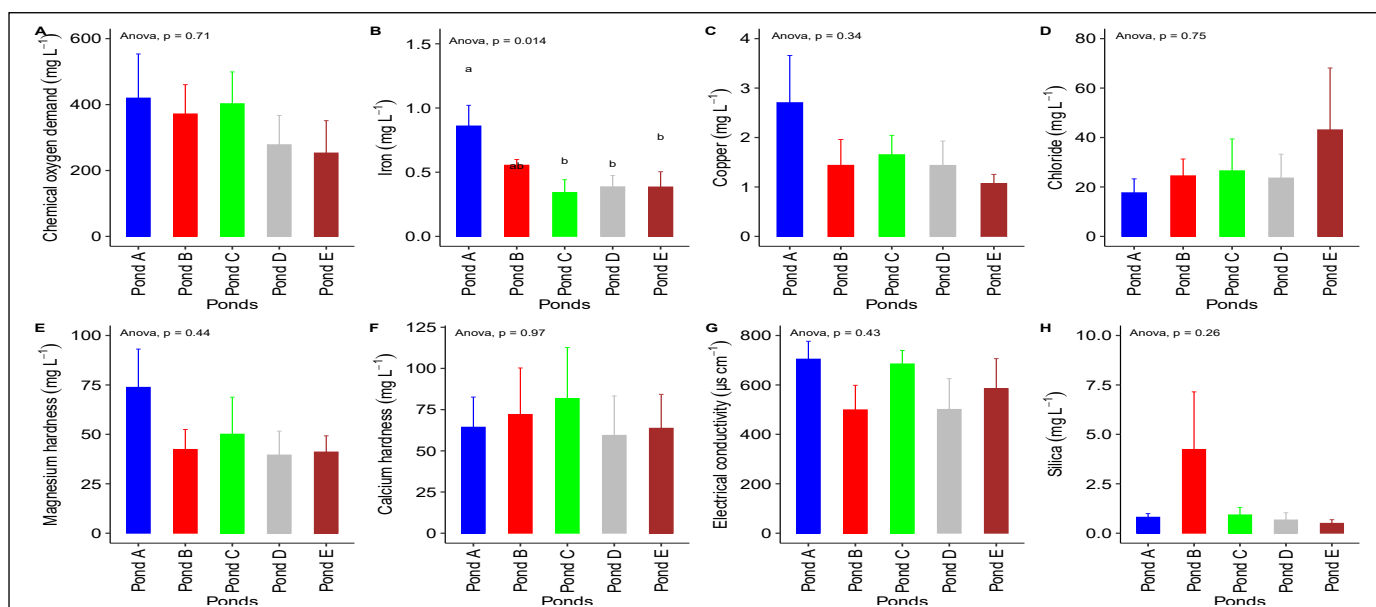 A
Anova, p = 0.71
Chemical oxygen demand (mg L⁻¹)
600
400
200
0
Pond A
Pond B
Pond C
Pond D
Pond E
Ponds
B
Anova, p = 0.014
Iron (mg L⁻¹)
1.5
1.0
0.5
0.0
a
ab
b
b
b
Pond A
Pond B
Pond C
Pond D
Pond E
Ponds
C
Anova, p = 0.34
Copper (mg L⁻¹)
4
3
2
1
0
Pond A
Pond B
Pond C
Pond D
Pond E
Ponds
D
Anova, p = 0.75
Chloride (mg L⁻¹)
80
60
40
20
0
Pond A
Pond B
Pond C
Pond D
Pond E
Ponds
E
Anova, p = 0.44
Magnesium hardness (mg L⁻¹)
100
75
50
25
0
Pond A
Pond B
Pond C
Pond D
Pond E
Ponds
F
Anova, p = 0.97
Calcium hardness (mg L⁻¹)
125
100
75
50
25
0
Pond A
Pond B
Pond C
Pond D
Pond E
Ponds
G
Anova, p = 0.43
Electrical conductivity (µs cm⁻¹)
800
600
400
200
0
Pond A
Pond B
Pond C
Pond D
Pond E
Ponds
H
Anova, p = 0.26
Silica (mg L⁻¹)
10.0
7.5
5.0
2.5
0.0
Pond A
Pond B
Pond C
Pond D
Pond E
Ponds